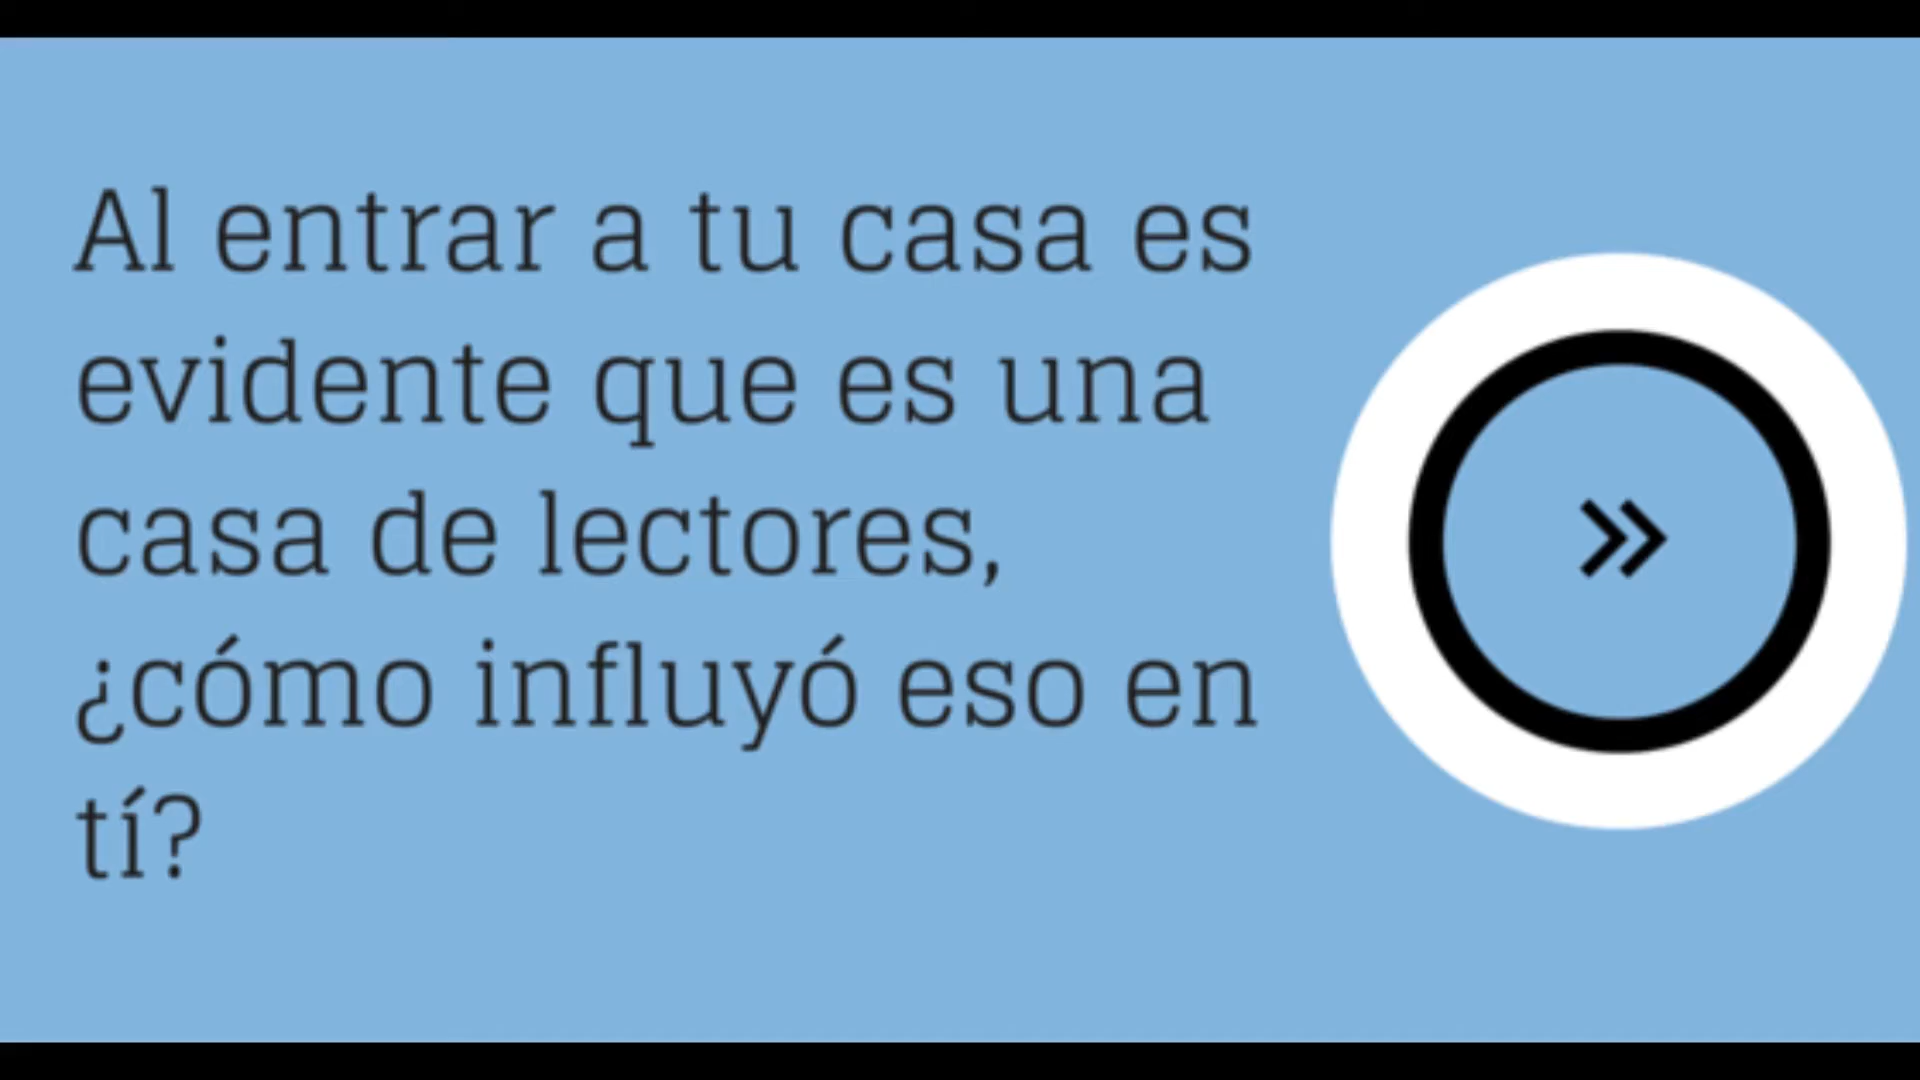 Al entrar a tu casa es
evidente que es una
casa de lectores,
¿cómo influyó eso en
tí?